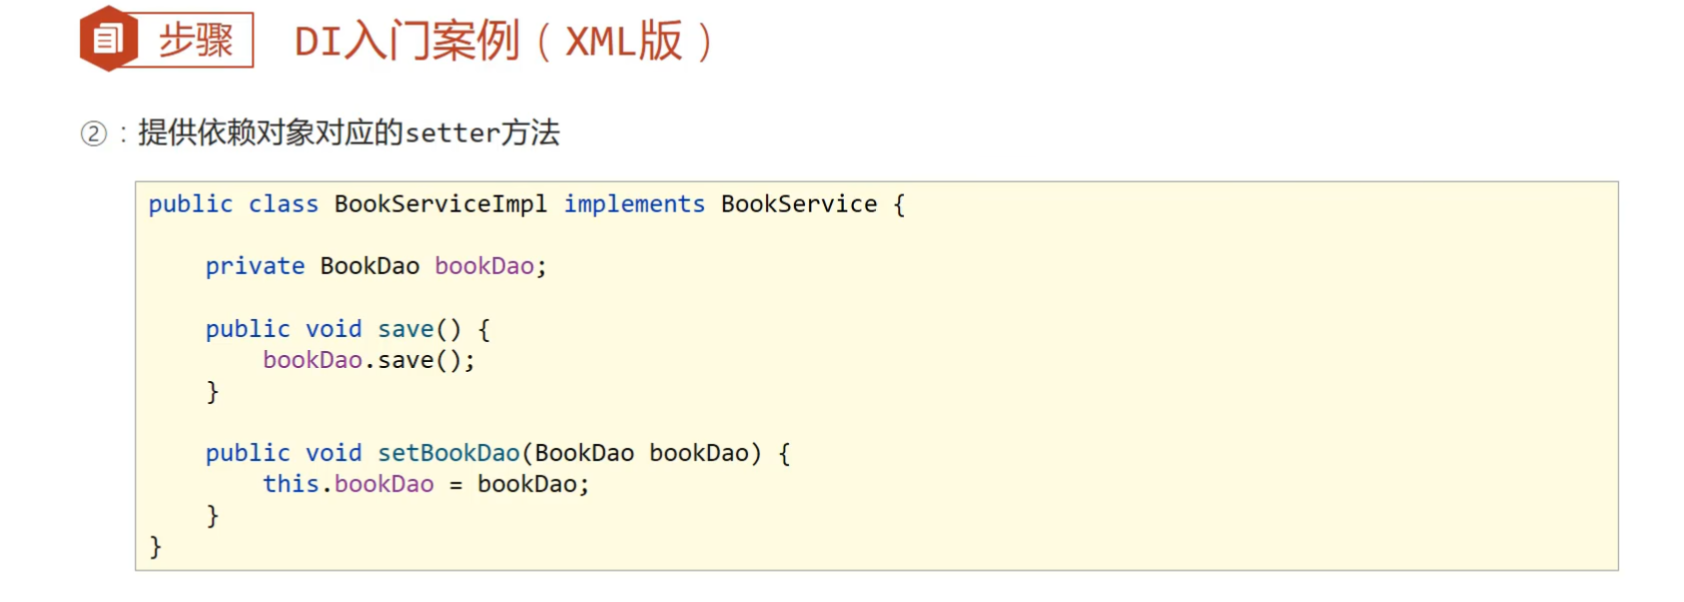 步骤 DI入门案例（XML版）
②：提供依赖对象对应的setter方法
public class BookServiceImpl implements BookService {
    private BookDao bookDao;
    public void save() {
        bookDao.save();
    }
    public void setBookDao(BookDao bookDao) {
        this.bookDao = bookDao;
    }
}